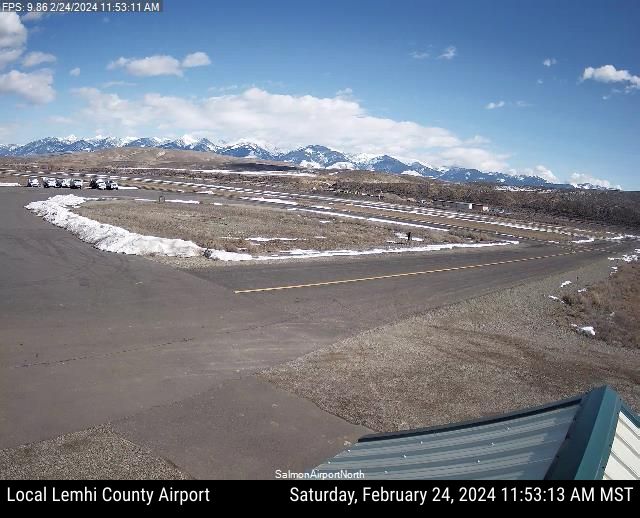 FPS: 9.86 2/24/2024 11:53:11 AM
SalmonAirportNorth
Local Lemhi County Airport Saturday, February 24, 2024 11:53:13 AM MST